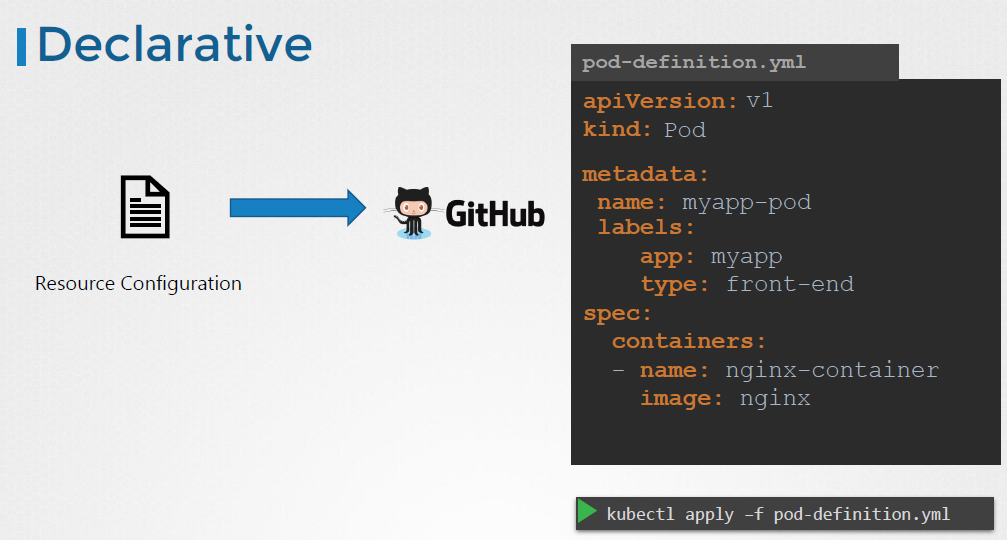 Declarative
Resource Configuration
GitHub
pod-definition.yml
apiVersion: v1
kind: Pod
metadata:
 name: myapp-pod
 labels:
    app: myapp
    type: front-end
spec:
  containers:
  - name: nginx-container
    image: nginx
kubectl apply –f pod-definition.yml